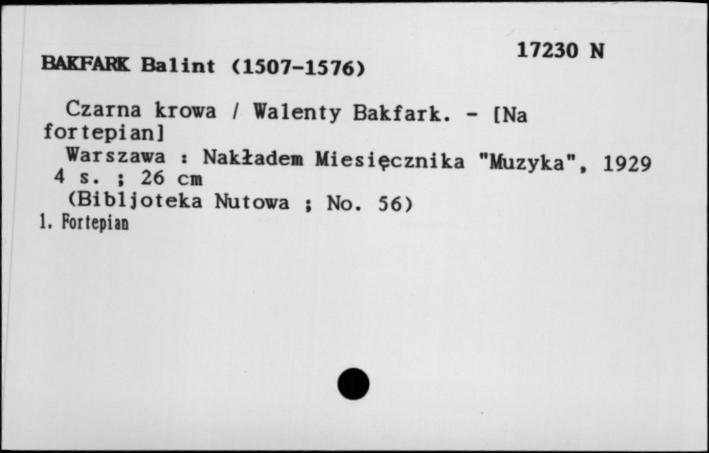 17230 N
BAKFARK Balint (1507-1576)
Czarna krowa / Walenty Bakfark. - [Na
fortepian]
Warszawa : Nakładem Miesięcznika "Muzyka", 1929
4 s. ; 26 cm
(Bibljoteka Nutowa ; No. 56)
1. Fortepian